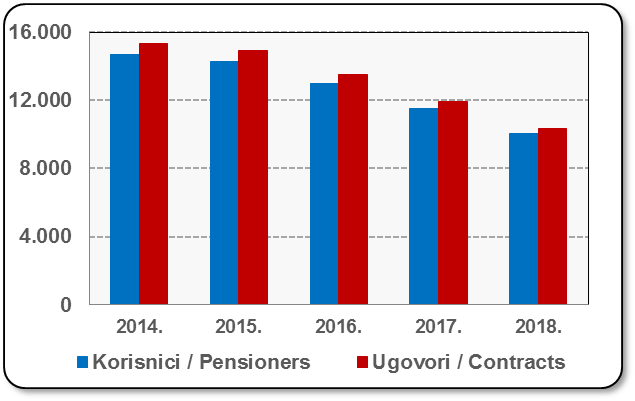 16.000
12.000
8.000
4.000
0
2014. 2015. 2016. 2017. 2018.
Korisnici / Pensioners Ugovori / Contracts